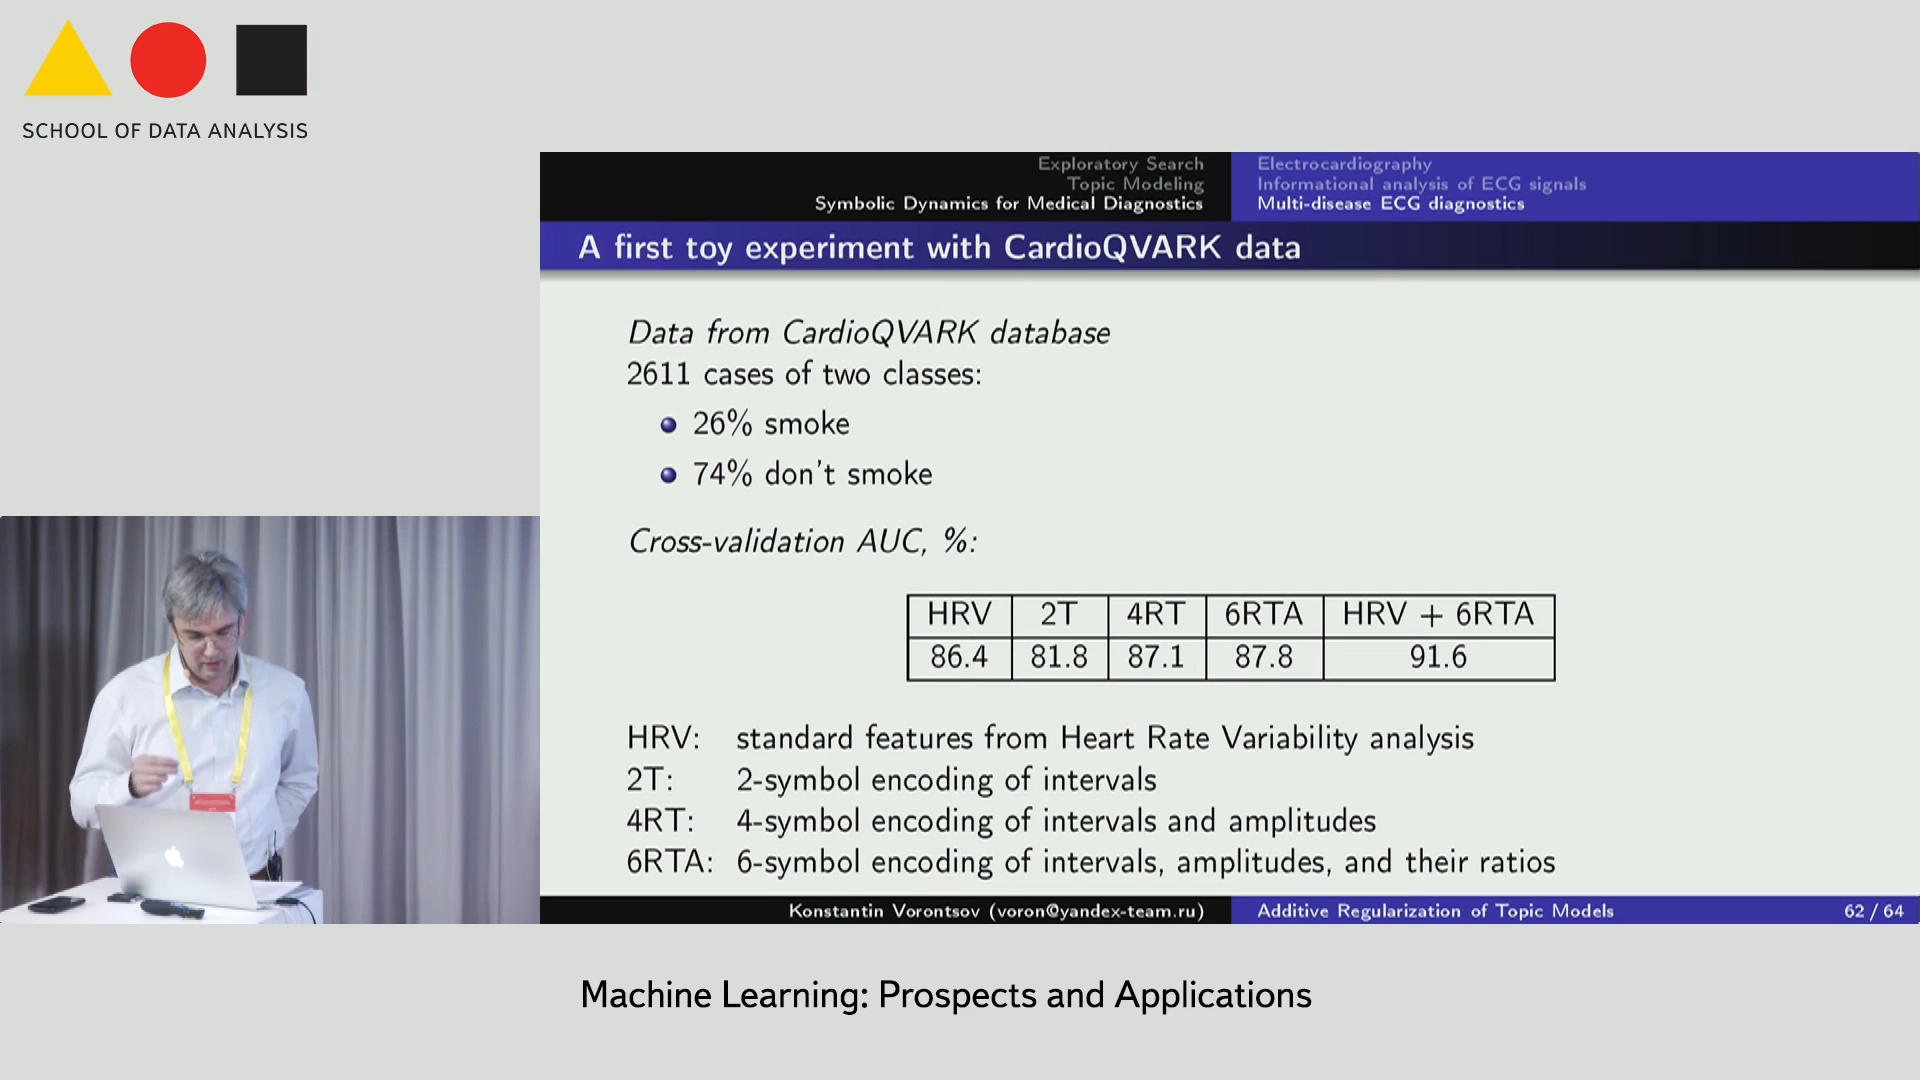 SCHOOL OF DATA ANALYSIS
Exploratory Search
Topic Modeling
Symbolic Dynamics for Medical Diagnostics
Electrocardiography
Informational analysis of ECG signals
Multi-disease ECG diagnostics
A first toy experiment with CardioQVARK data
Data from CardioQVARK database
2611 cases of two classes:
26% smoke
74% don't smoke
Cross-validation AUC, %:
HRV 2T 4RT 6RTA HRV + 6RTA
86.4 81.8 87.1 87.8 91.6
HRV: standard features from Heart Rate Variability analysis
2T: 2-symbol encoding of intervals
4RT: 4-symbol encoding of intervals and amplitudes
6RTA: 6-symbol encoding of intervals, amplitudes, and their ratios
Konstantin Vorontsov (voron@yandex-team.ru) Additive Regularization of Topic Models 62 / 64
Machine Learning: Prospects and Applications